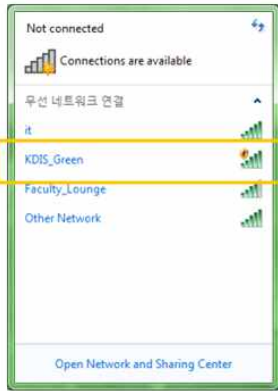 Not connected
Connections are available
무선 네트워크 연결
it
KDIS_Green
Faculty_Lounge
Other Network
Open Network and Sharing Center